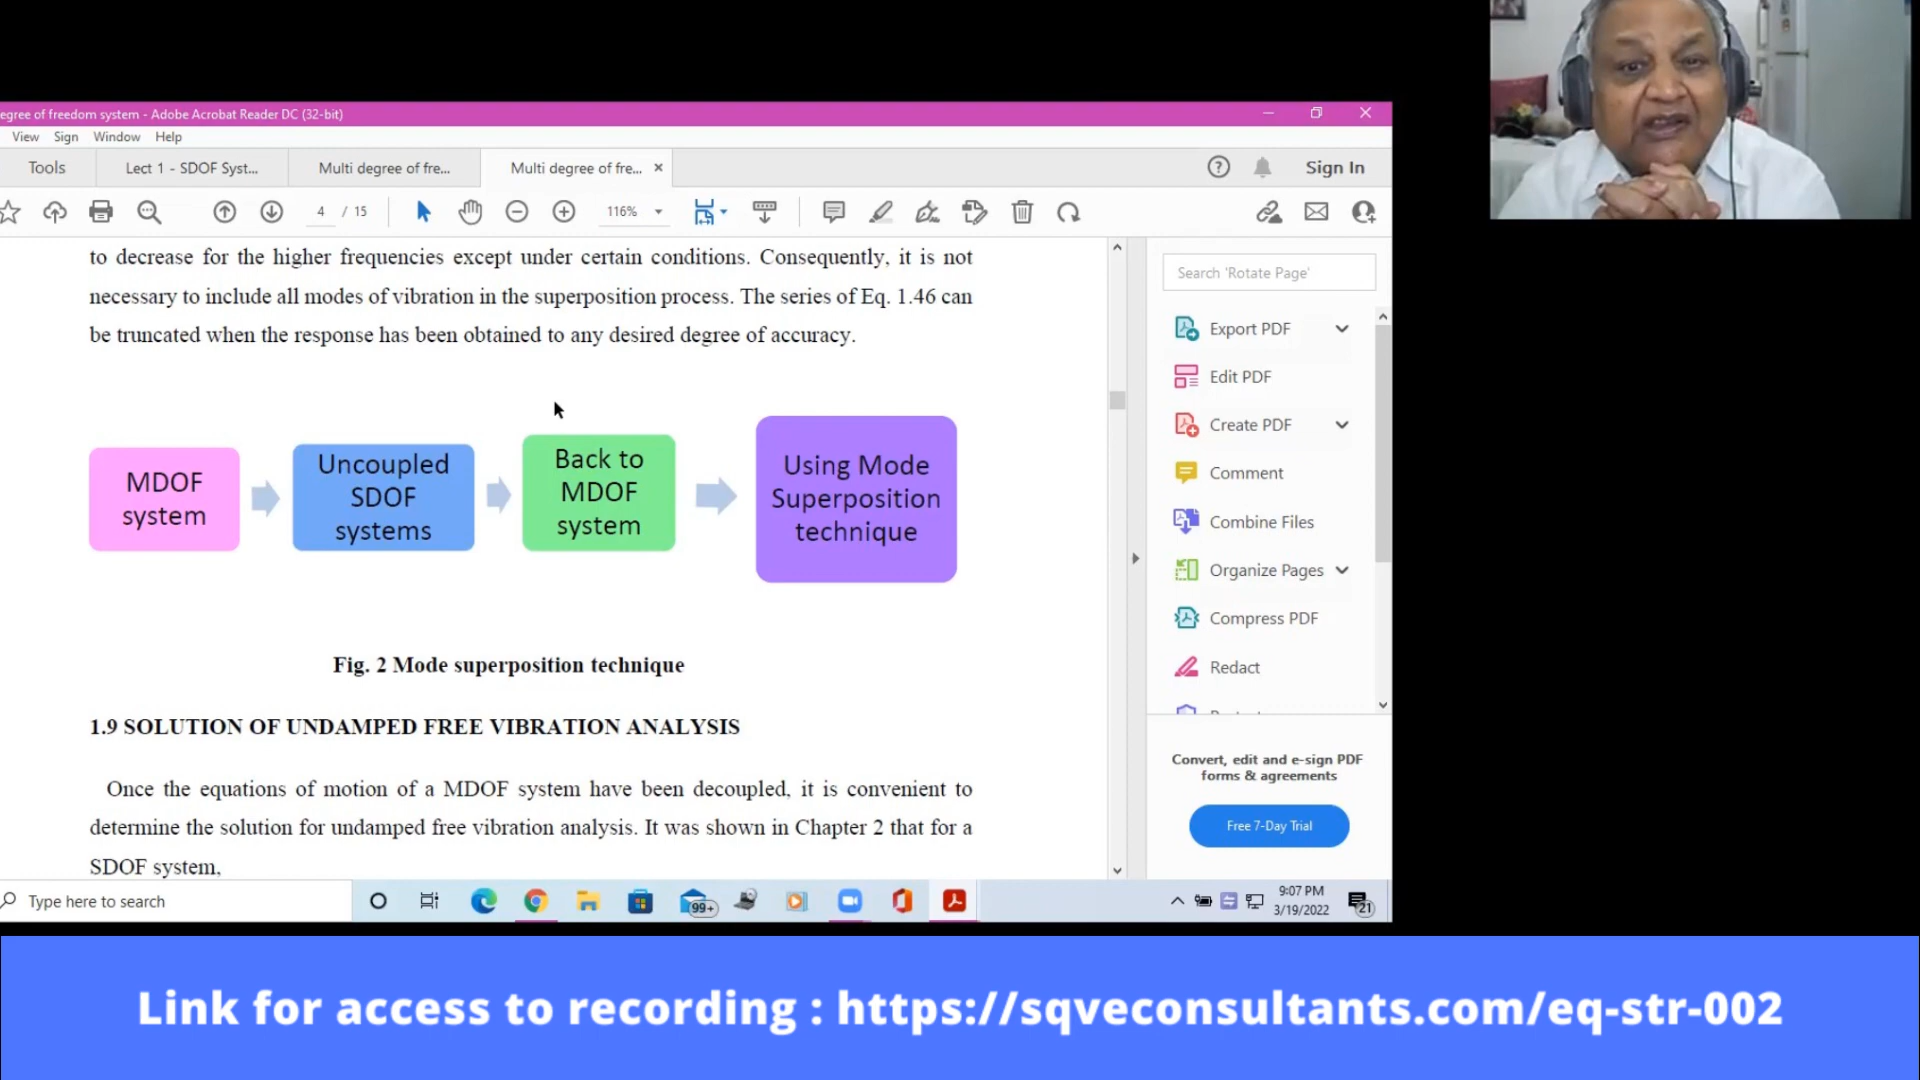 egree of freedom system - Adobe Acrobat Reader DC (32-bit)
View Sign Window Help
Tools
Lect 1 - SDOF Syst...
Multi degree of fre...
Multi degree of fre...
Sign In
4 / 15
116%
to decrease for the higher frequencies except under certain conditions. Consequently, it is not
necessary to include all modes of vibration in the superposition process. The series of Eq. 1.46 can
be truncated when the response has been obtained to any desired degree of accuracy.
MDOF
system
Uncoupled
SDOF
systems
Back to
MDOF
system
Using Mode
Superposition
technique
Fig. 2 Mode superposition technique
1.9 SOLUTION OF UNDAMPED FREE VIBRATION ANALYSIS
Once the equations of motion of a MDOF system have been decoupled, it is convenient to
determine the solution for undamped free vibration analysis. It was shown in Chapter 2 that for a
SDOF system,
Search 'Rotate Page'
Export PDF
Edit PDF
Create PDF
Comment
Combine Files
Organize Pages
Compress PDF
Redact
Convert, edit and e-sign PDF
forms & agreements
Free 7-Day Trial
Type here to search
99+
9:07 PM
3/19/2022
21
Link for access to recording : https://sqveconsultants.com/eq-str-002